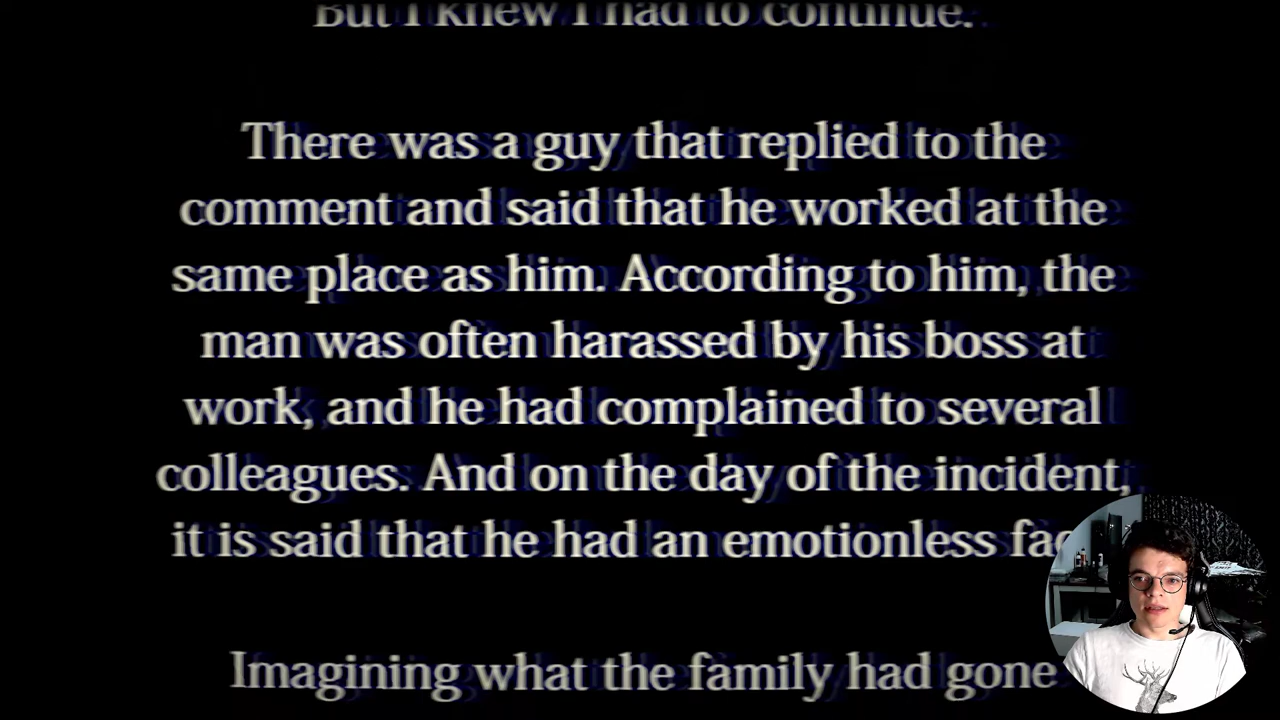 But I knew I had to continue.
There was a guy that replied to the
comment and said that he worked at the
same place as him. According to him, the
man was often harassed by his boss at
work, and he had complained to several
colleagues. And on the day of the incident,
it is said that he had an emotionless
Imagining what the family had gone